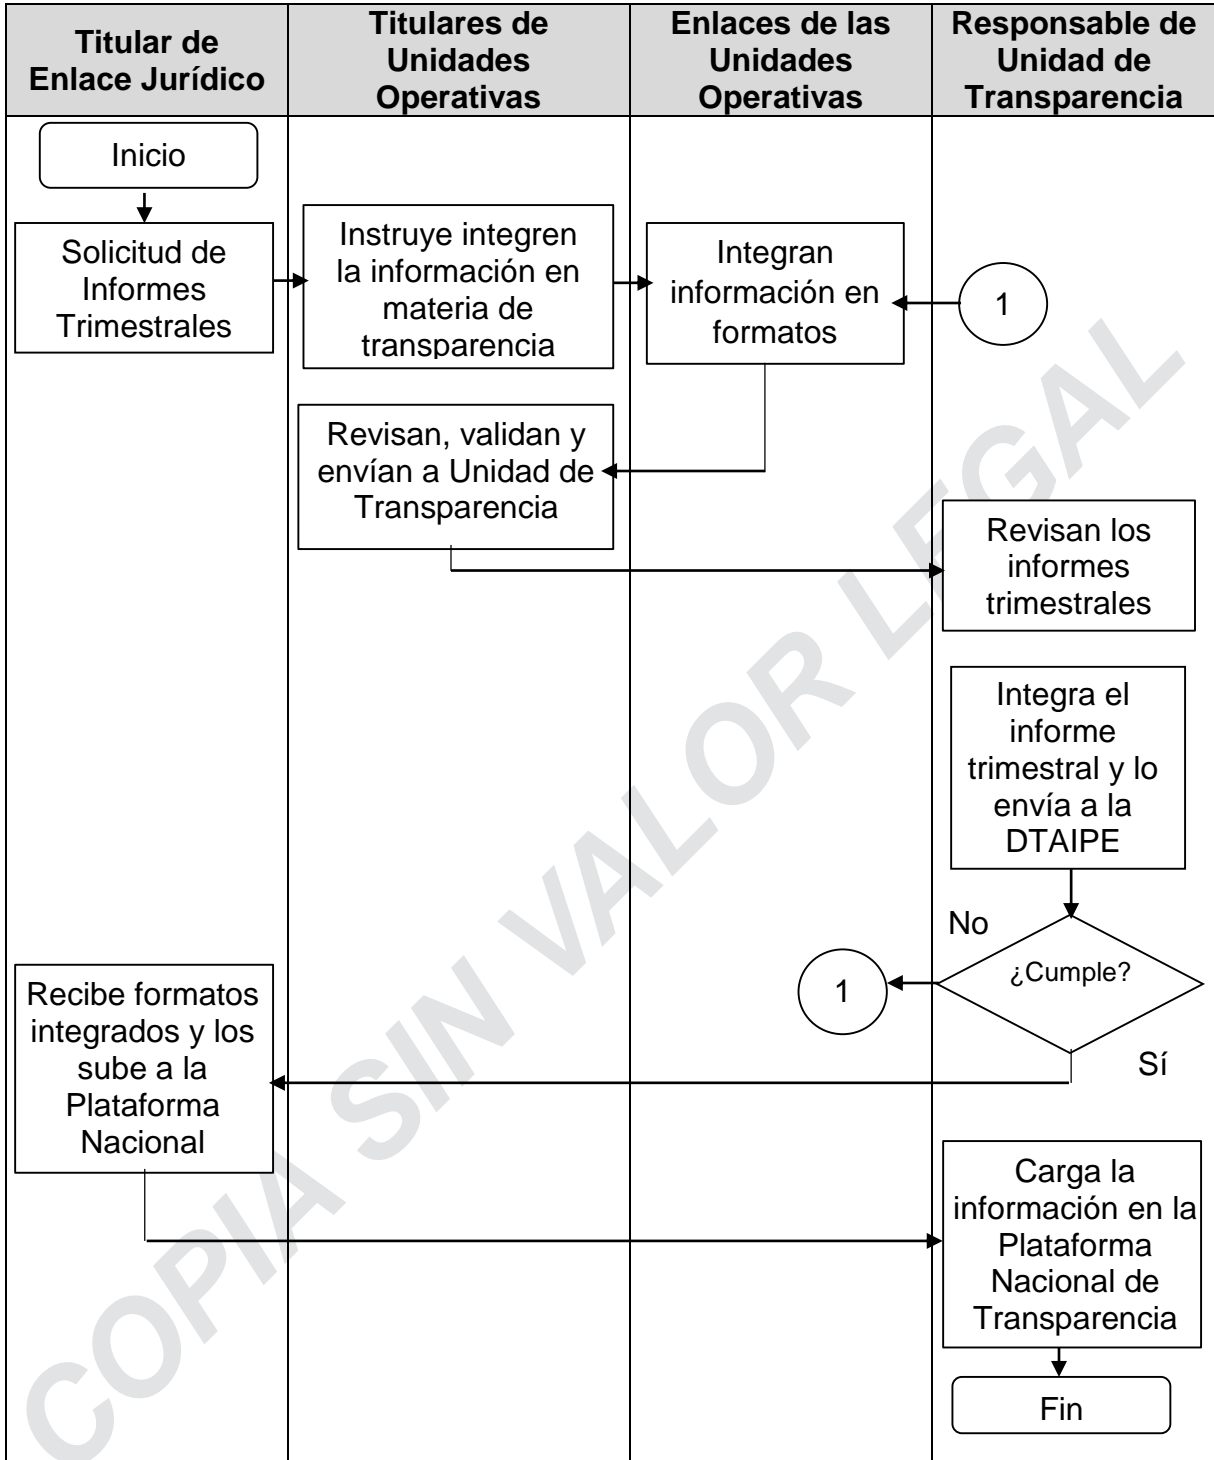 Titular de
Enlace Jurídico
Titulares de
Unidades
Operativas
Enlaces de las
Unidades
Operativas
Responsable de
Unidad de
Transparencia
Inicio
Solicitud de
Informes
Trimestrales
Instruye integren
la información en
materia de
transparencia
Integran
información en
formatos
1
Revisan, validan y
envían a Unidad de
Transparencia
Revisan los
informes
trimestrales
Integra el
informe
trimestral y lo
envía a la
DTAIPE
No
¿Cumple?
1
Sí
Recibe formatos
integrados y los
sube a la
Plataforma
Nacional
Carga la
información en la
Plataforma
Nacional de
Transparencia
Fin
COPIA SIN VALOR LEGAL